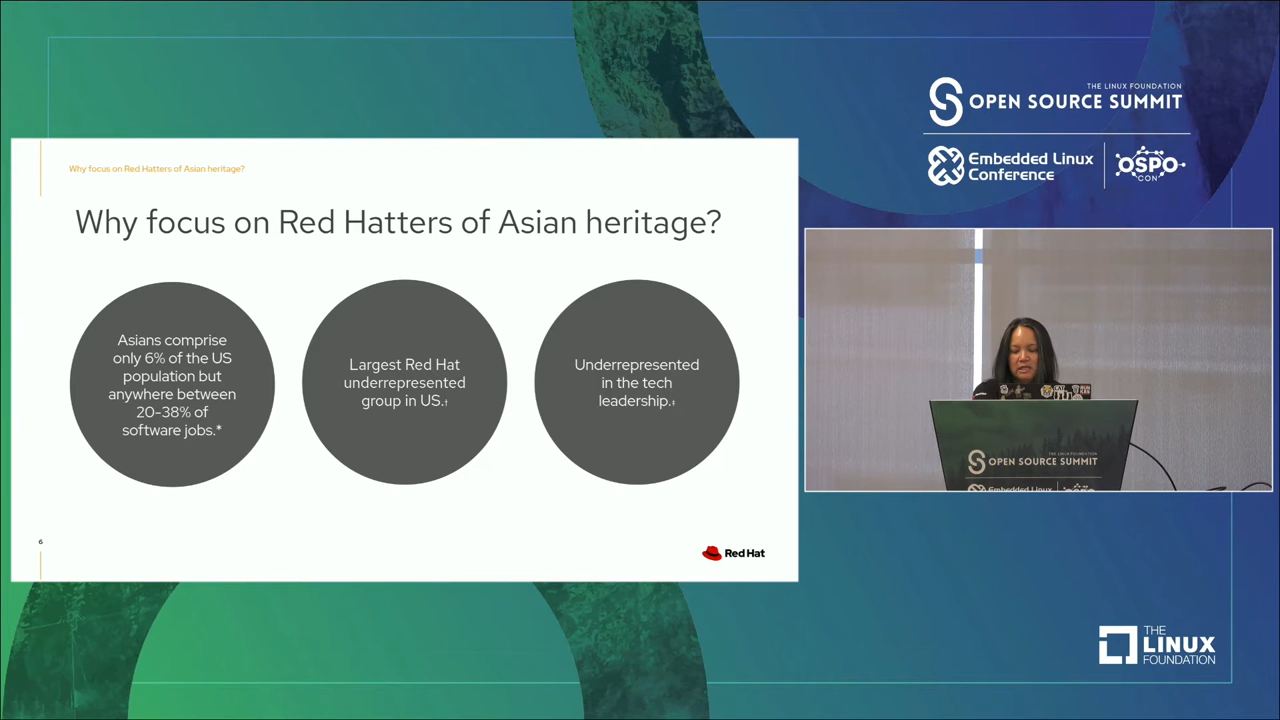 Why focus on Red Hatters of Asian heritage?
Why focus on Red Hatters of Asian heritage?
Asians comprise
only 6% of the US
population but
anywhere between
20-38% of
software jobs.*
Largest Red Hat
underrepresented
group in US.†
Underrepresented
in the tech
leadership.‡
6
Red Hat
THE LINUX FOUNDATION
OPEN SOURCE SUMMIT
Embedded Linux
Conference
OSPO
CON
THE LINUX FOUNDATION
OPEN SOURCE SUMMIT
Embedded Linux
THE
LINUX
FOUNDATION